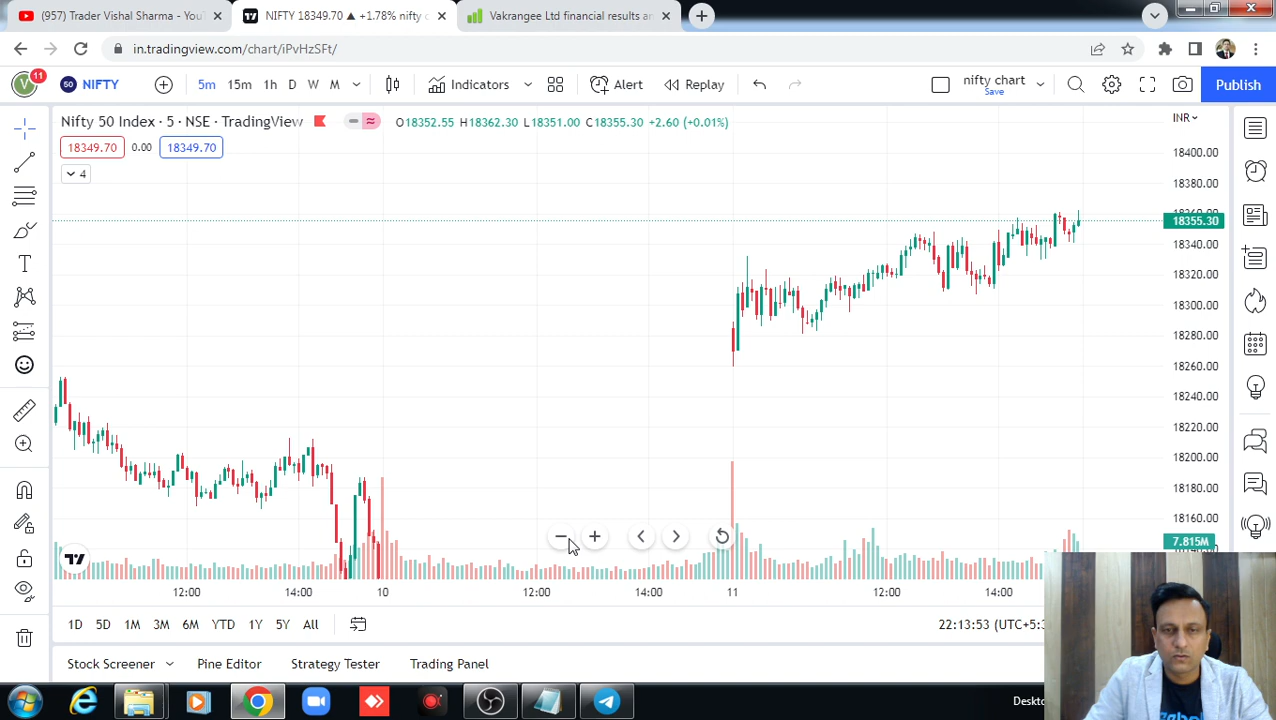 (957) Trader Vishal Sharma - You
NIFTY 18349.70 ▲ +1.78% nifty c
Vakrangee Ltd financial results an
in.tradingview.com/chart/iPvHzSFt/
V
11
50
NIFTY
5m
15m
1h
D
W
M
Indicators
Alert
Replay
nifty chart
Save
Publish
Nifty 50 Index · 5 · NSE · TradingView
O18352.55 H18362.30 L18351.00 C18355.30 +2.60 (+0.01%)
INR
18349.70
0.00
18349.70
4
18400.00
18380.00
18355.30
18340.00
18320.00
18300.00
18280.00
18260.00
18240.00
18220.00
18200.00
18180.00
18160.00
7.815M
12:00
14:00
10
12:00
14:00
11
12:00
14:00
1D
5D
1M
3M
6M
YTD
1Y
5Y
All
22:13:53 (UTC+5:3
Stock Screener
Pine Editor
Strategy Tester
Trading Panel